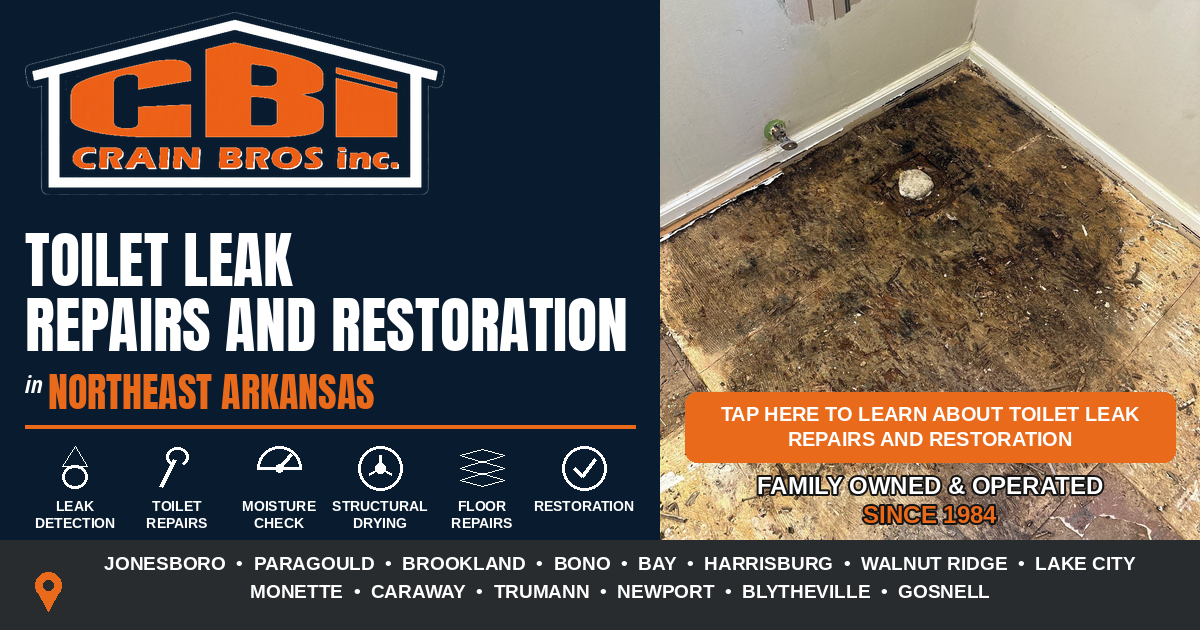 CBi
CRAIN BROS inc.
TOILET LEAK
REPAIRS AND RESTORATION
in NORTHEAST ARKANSAS
LEAK
DETECTION
TOILET
REPAIRS
MOISTURE
CHECK
STRUCTURAL
DRYING
FLOOR
REPAIRS
RESTORATION
TAP HERE TO LEARN ABOUT TOILET LEAK
REPAIRS AND RESTORATION
FAMILY OWNED & OPERATED
SINCE 1984
JONESBORO • PARAGOULD • BROOKLAND • BONO • BAY • HARRISBURG • WALNUT RIDGE • LAKE CITY
MONETTE • CARAWAY • TRUMANN • NEWPORT • BLYTHEVILLE • GOSNELL